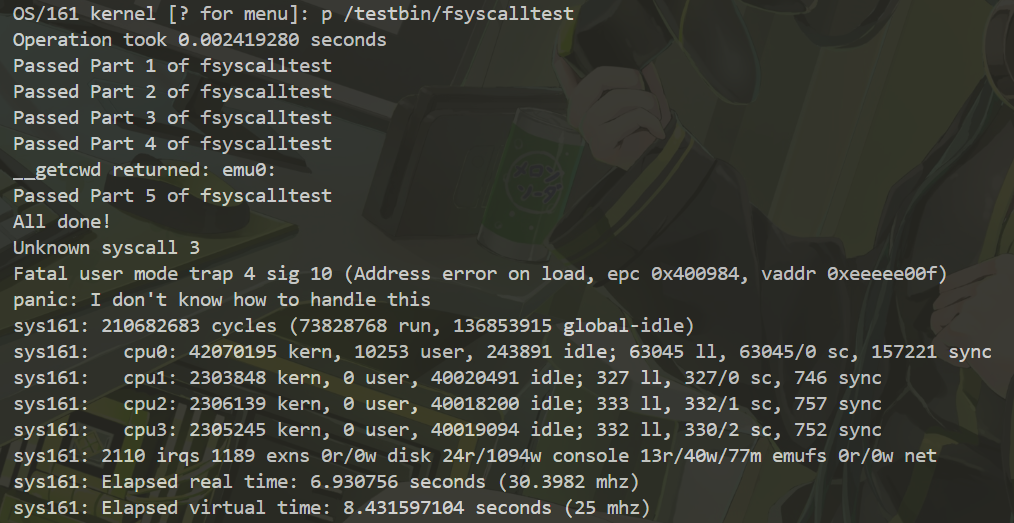 OS/161 kernel [? for menu]: p /testbin/fsyscalltest
Operation took 0.002419280 seconds
Passed Part 1 of fsyscalltest
Passed Part 2 of fsyscalltest
Passed Part 3 of fsyscalltest
Passed Part 4 of fsyscalltest
__getcwd returned: emu0:
Passed Part 5 of fsyscalltest
All done!
Unknown syscall 3
Fatal user mode trap 4 sig 10 (Address error on load, epc 0x400984, vaddr 0xeeeee00f)
panic: I don't know how to handle this
sys161: 210682683 cycles (73828768 run, 136853915 global-idle)
sys161:   cpu0: 42070195 kern, 10253 user, 243891 idle; 63045 ll, 63045/0 sc, 157221 sync
sys161:   cpu1: 2303848 kern, 0 user, 40020491 idle; 327 ll, 327/0 sc, 746 sync
sys161:   cpu2: 2306139 kern, 0 user, 40018200 idle; 333 ll, 332/1 sc, 757 sync
sys161:   cpu3: 2305245 kern, 0 user, 40019094 idle; 332 ll, 330/2 sc, 752 sync
sys161: 2110 irqs 1189 exns 0r/0w disk 24r/1094w console 13r/40w/77m emufs 0r/0w net
sys161: Elapsed real time: 6.930756 seconds (30.3982 mhz)
sys161: Elapsed virtual time: 8.431597104 seconds (25 mhz)